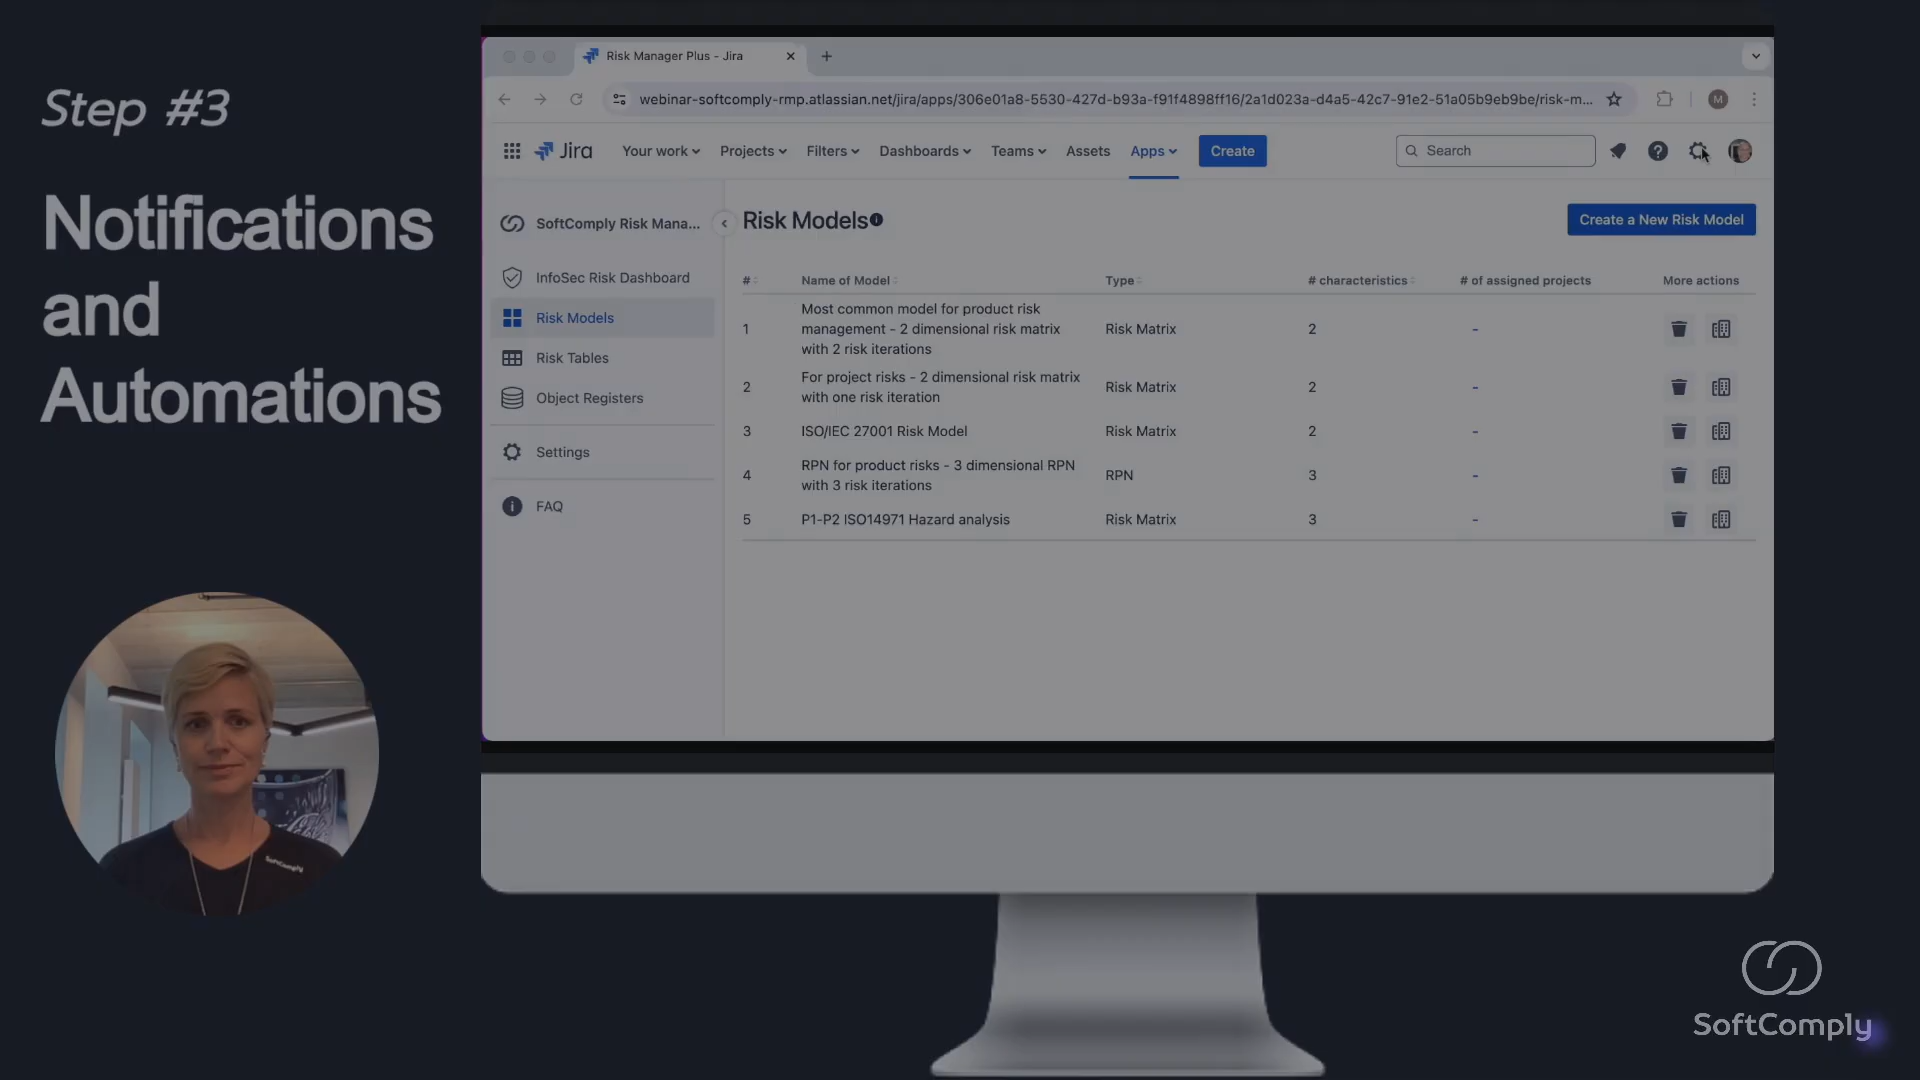 Step #3
Notifications
and
Automations
Risk Manager Plus - Jira
webinar-softcomply-rmp.atlassian.net/jira/apps/306e01a8-5530-427d-b93a-f91f4898ff16/2a1d023a-d4a5-42c7-91e2-51a05b9eb9be/risk-m...
M
Jira Your work Projects Filters Dashboards Teams Assets Apps Create Search
SoftComply Risk Mana...
InfoSec Risk Dashboard
Risk Models
Risk Tables
Object Registers
Settings
FAQ
Risk Models
Create a New Risk Model
# Name of Model Type # characteristics # of assigned projects More actions
1 Most common model for product risk management - 2 dimensional risk matrix with 2 risk iterations Risk Matrix 2 -
2 For project risks - 2 dimensional risk matrix with one risk iteration Risk Matrix 2 -
3 ISO/IEC 27001 Risk Model Risk Matrix 2 -
4 RPN for product risks - 3 dimensional RPN with 3 risk iterations RPN 3 -
5 P1-P2 ISO14971 Hazard analysis Risk Matrix 3 -
SoftComply
SoftComply